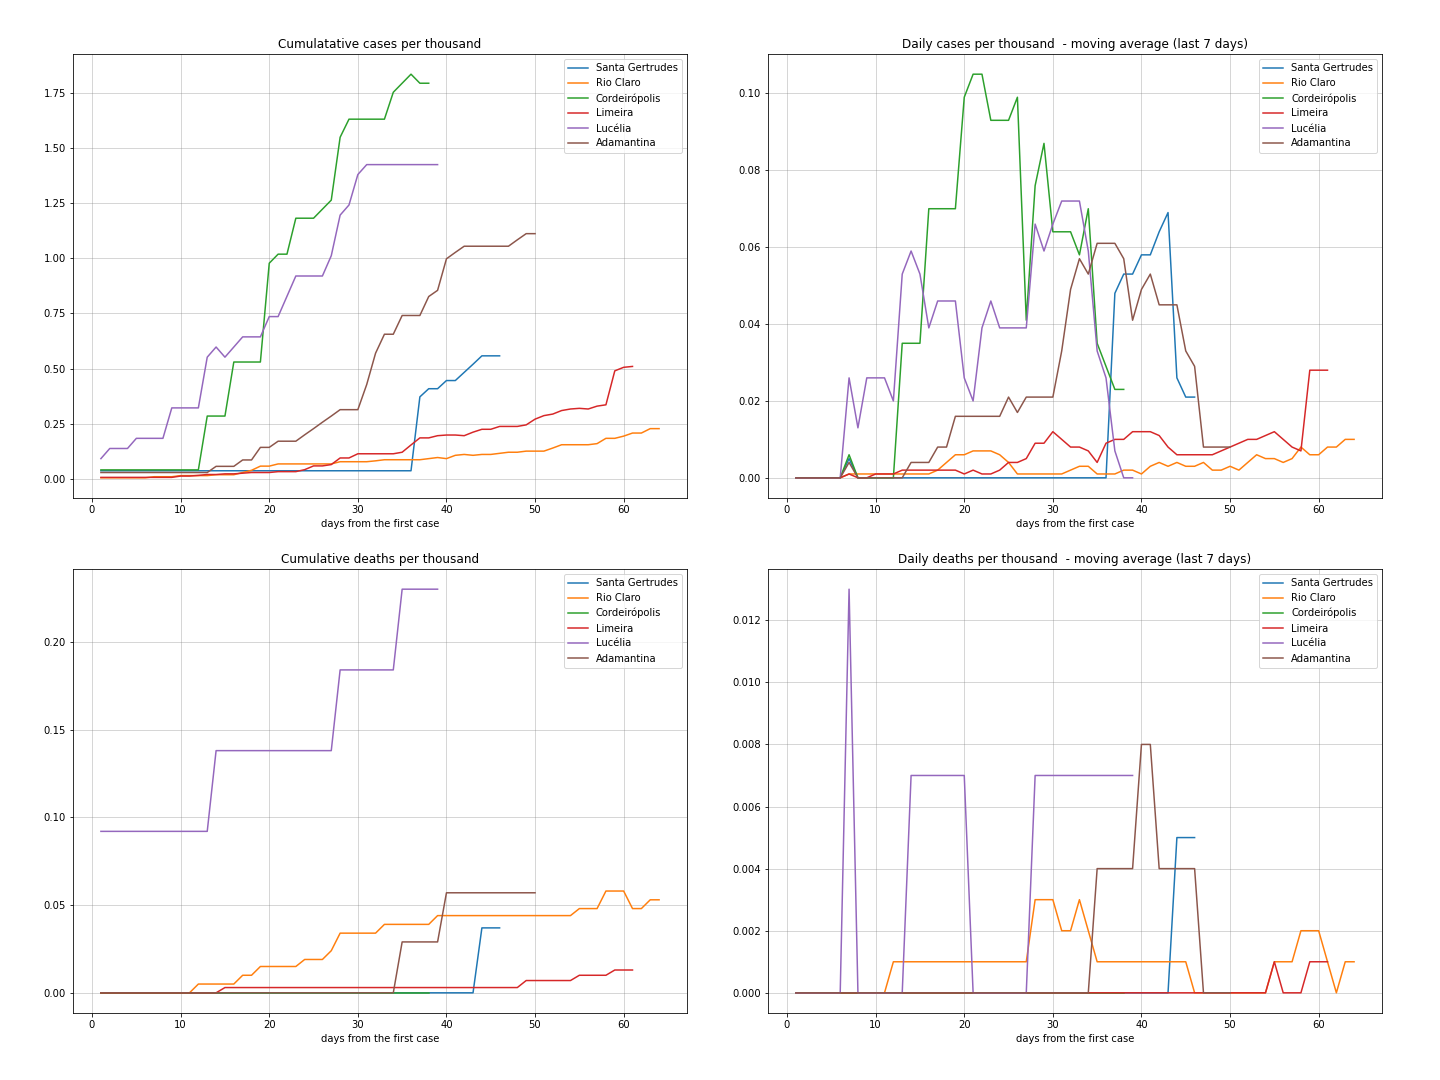 Cumulatative cases per thousand
Santa Gertrudes
Rio Claro
Cordeirópolis
Limeira
Lucélia
Adamantina
1.75
1.50
1.25
1.00
0.75
0.50
0.25
0.00
0 10 20 30 40 50 60
days from the first case
Daily cases per thousand - moving average (last 7 days)
Santa Gertrudes
Rio Claro
Cordeirópolis
Limeira
Lucélia
Adamantina
0.10
0.08
0.06
0.04
0.02
0.00
0 10 20 30 40 50 60
days from the first case
Cumulative deaths per thousand
Santa Gertrudes
Rio Claro
Cordeirópolis
Limeira
Lucélia
Adamantina
0.20
0.15
0.10
0.05
0.00
0 10 20 30 40 50 60
days from the first case
Daily deaths per thousand - moving average (last 7 days)
Santa Gertrudes
Rio Claro
Cordeirópolis
Limeira
Lucélia
Adamantina
0.012
0.010
0.008
0.006
0.004
0.002
0.000
0 10 20 30 40 50 60
days from the first case